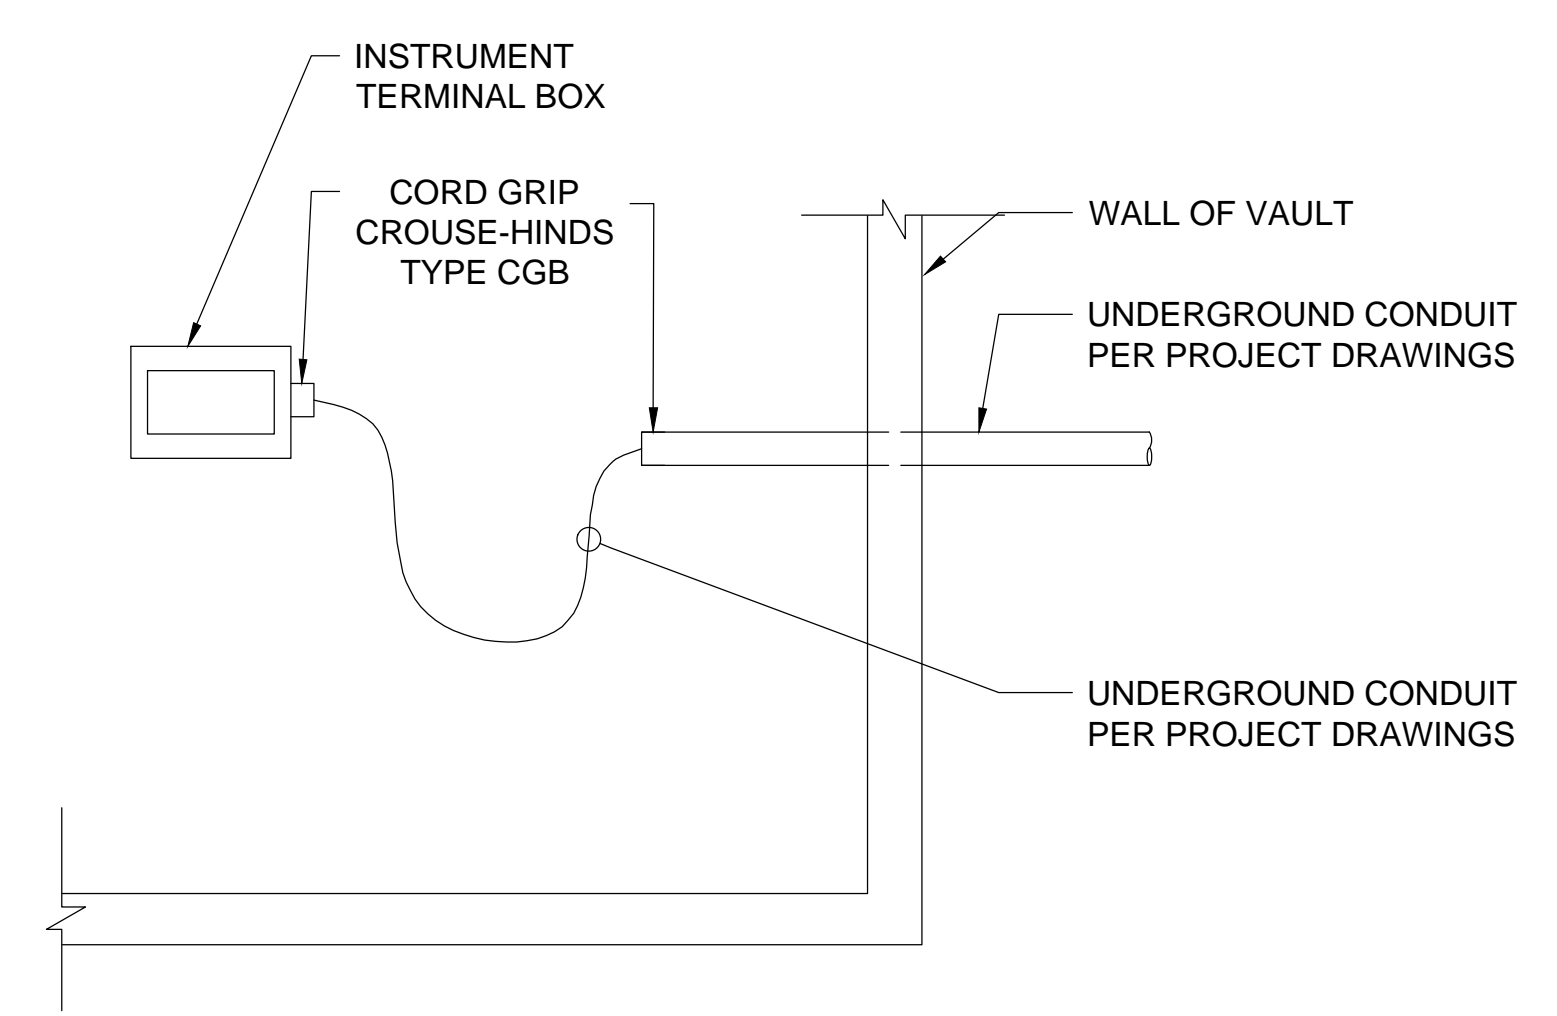 INSTRUMENT
TERMINAL BOX
CORD GRIP
CROUSE-HINDS
TYPE CGB
WALL OF VAULT
UNDERGROUND CONDUIT
PER PROJECT DRAWINGS
UNDERGROUND CONDUIT
PER PROJECT DRAWINGS